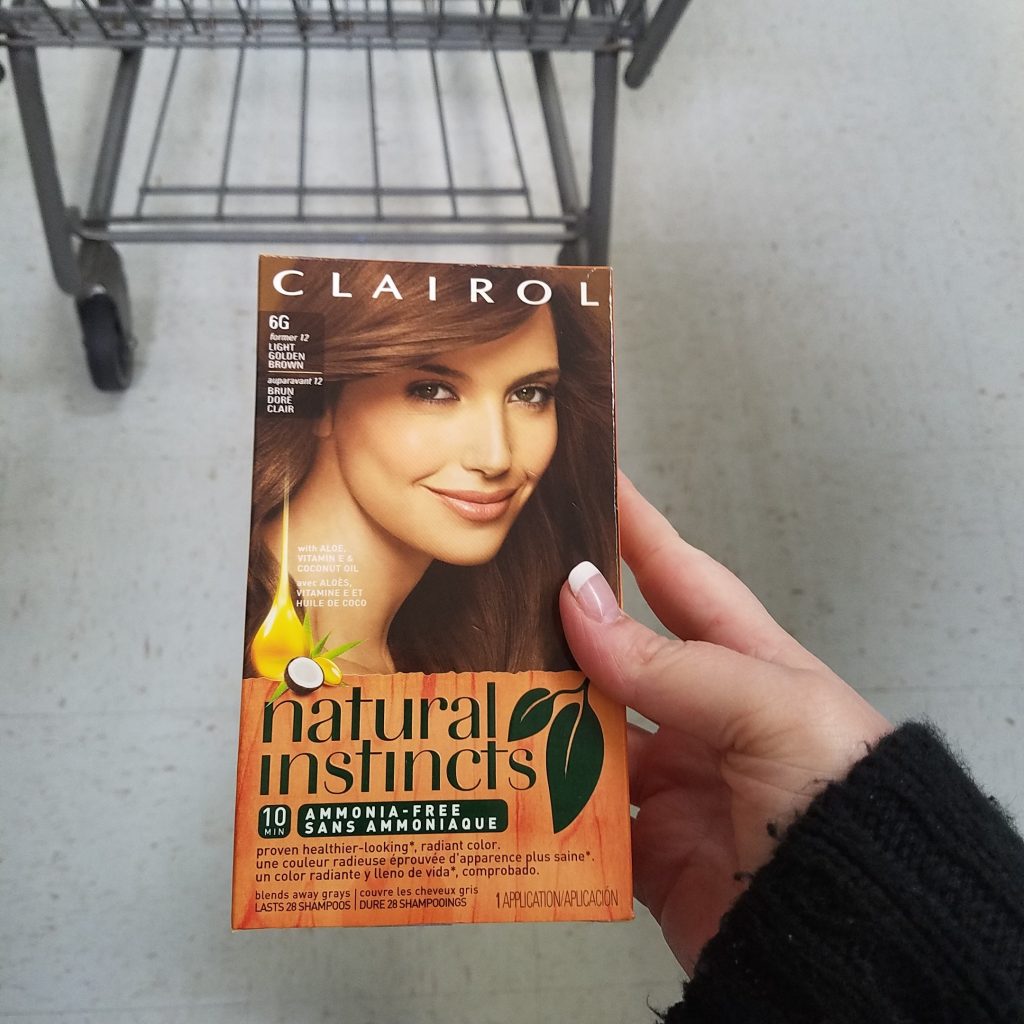 CLAIROL
6G
former 12
LIGHT
GOLDEN
BROWN
auparavant 12
BRUN
DORÉ
CLAIR
with ALOE,
VITAMIN E &
COCONUT OIL
avec ALOÈS,
VITAMINE E ET
HUILE DE COCO
natural
instincts
10
MIN
AMMONIA-FREE
SANS AMMONIAQUE
proven healthier-looking*, radiant color.
une couleur radieuse éprouvée d'apparence plus saine*.
un color radiante y lleno de vida*, comprobado.
blends away grays | couvre les cheveux gris
LASTS 28 SHAMPOOS | DURE 28 SHAMPOOINGS
1 APPLICATION/APLICACIÓN